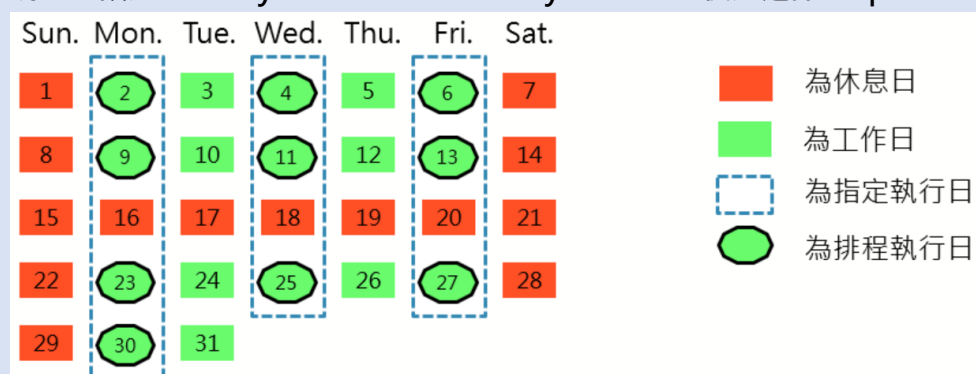 Sun. Mon. Tue. Wed. Thu. Fri. Sat.
1 2 3 4 5 6 7
8 9 10 11 12 13 14
15 16 17 18 19 20 21
22 23 24 25 26 27 28
29 30 31
為休息日
為工作日
為指定執行日
為排程執行日